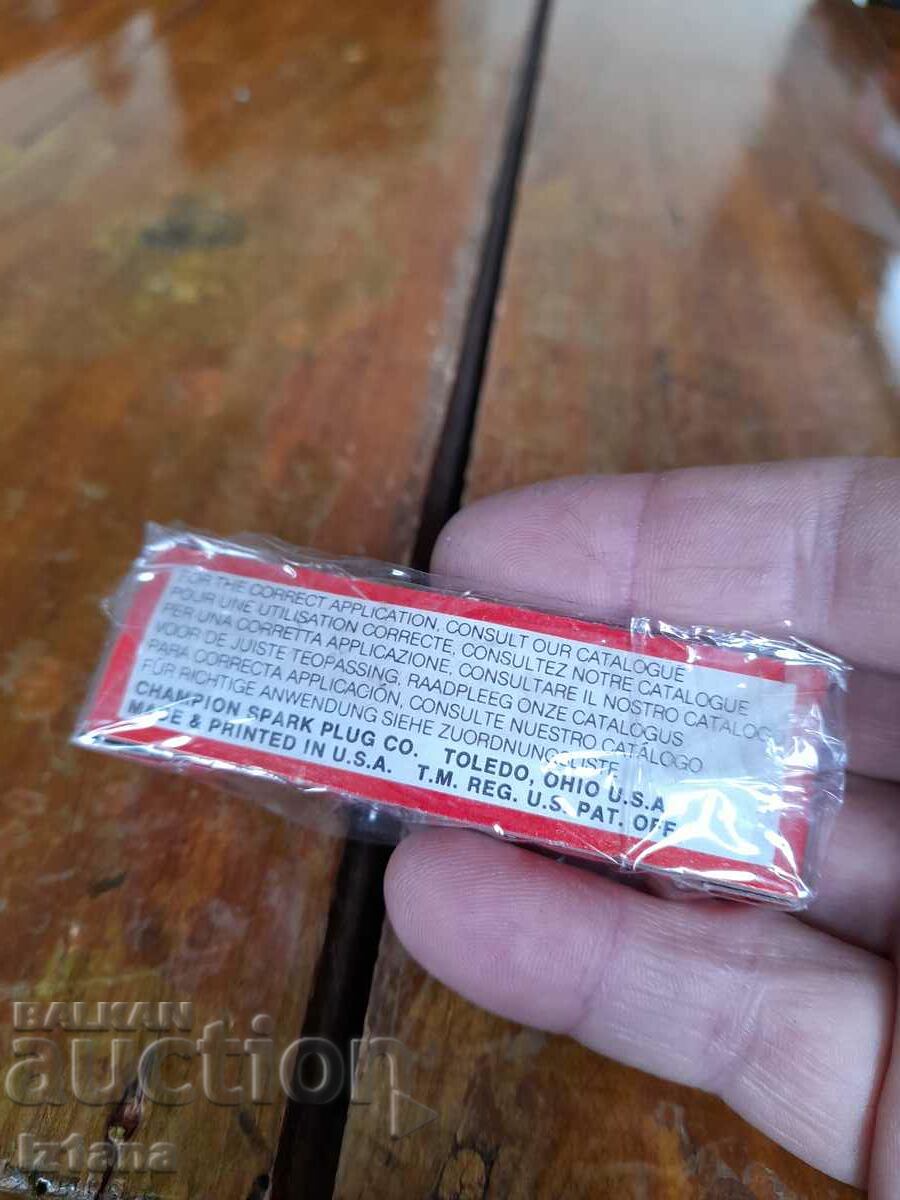 FOR THE CORRECT APPLICATION, CONSULT OUR CATALOGUE
POUR UNE UTILISATION CORRECTE, CONSULTEZ NOTRE CATALOGUE
PER UNA CORRETTA APPLICAZIONE, CONSULTARE IL NOSTRO CATALOG
VOOR DE JUISTE TEOPASSING, RAADPLEEG ONZE CATALOGUS
PARA CORRECTA APPLICACIÓN, CONSULTE NUESTRO CATÁLOGO
FÜR RICHTIGE ANWENDUNG SIEHE ZUORDNUNGSLISTE
CHAMPION SPARK PLUG CO. TOLEDO, OHIO U.S.A
MADE & PRINTED IN U.S.A. T.M. REG. U.S. PAT. OFF
BALKAN
auction
Iz1ana